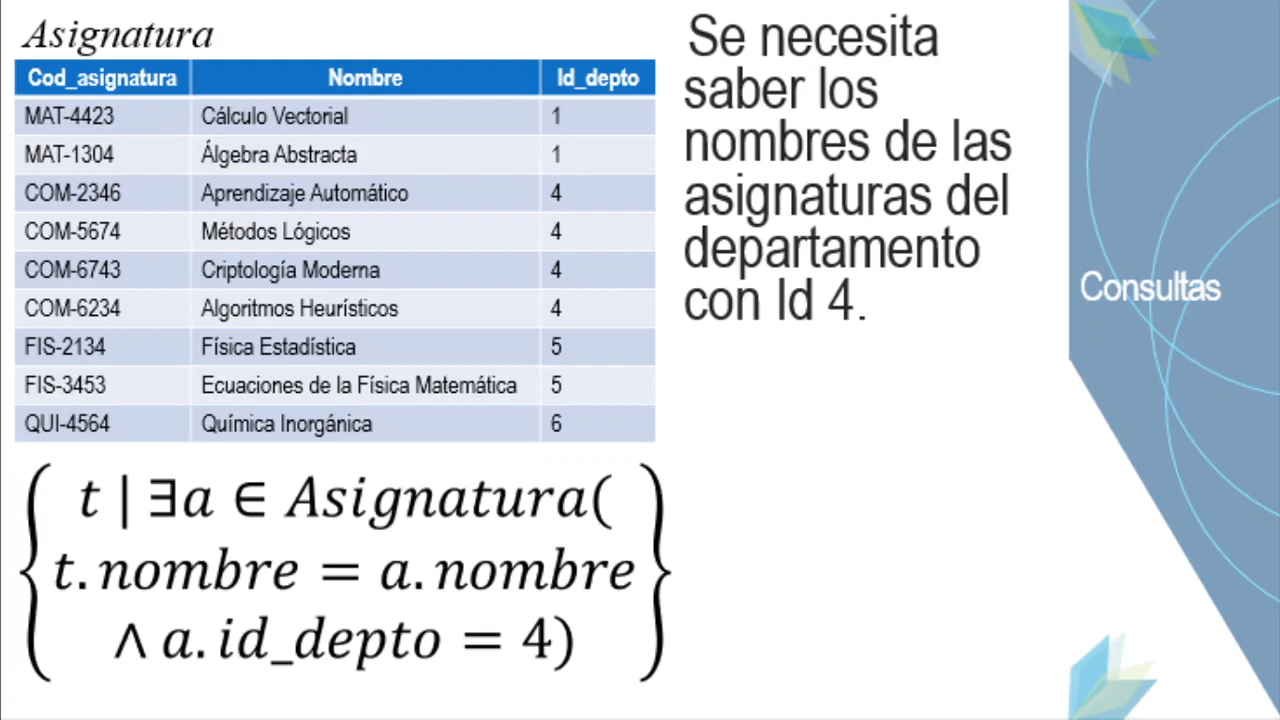 Asignatura
Cod_asignatura Nombre Id_depto
MAT-4423 Cálculo Vectorial 1
MAT-1304 Álgebra Abstracta 1
COM-2346 Aprendizaje Automático 4
COM-5674 Métodos Lógicos 4
COM-6743 Criptología Moderna 4
COM-6234 Algoritmos Heurísticos 4
FIS-2134 Física Estadística 5
FIS-3453 Ecuaciones de la Física Matemática 5
QUI-4564 Química Inorgánica 6
{ t | ∃a ∈ Asignatura(
t.nombre = a.nombre
∧ a.id_depto = 4) }
Se necesita
saber los
nombres de las
asignaturas del
departamento
con Id 4.
Consultas